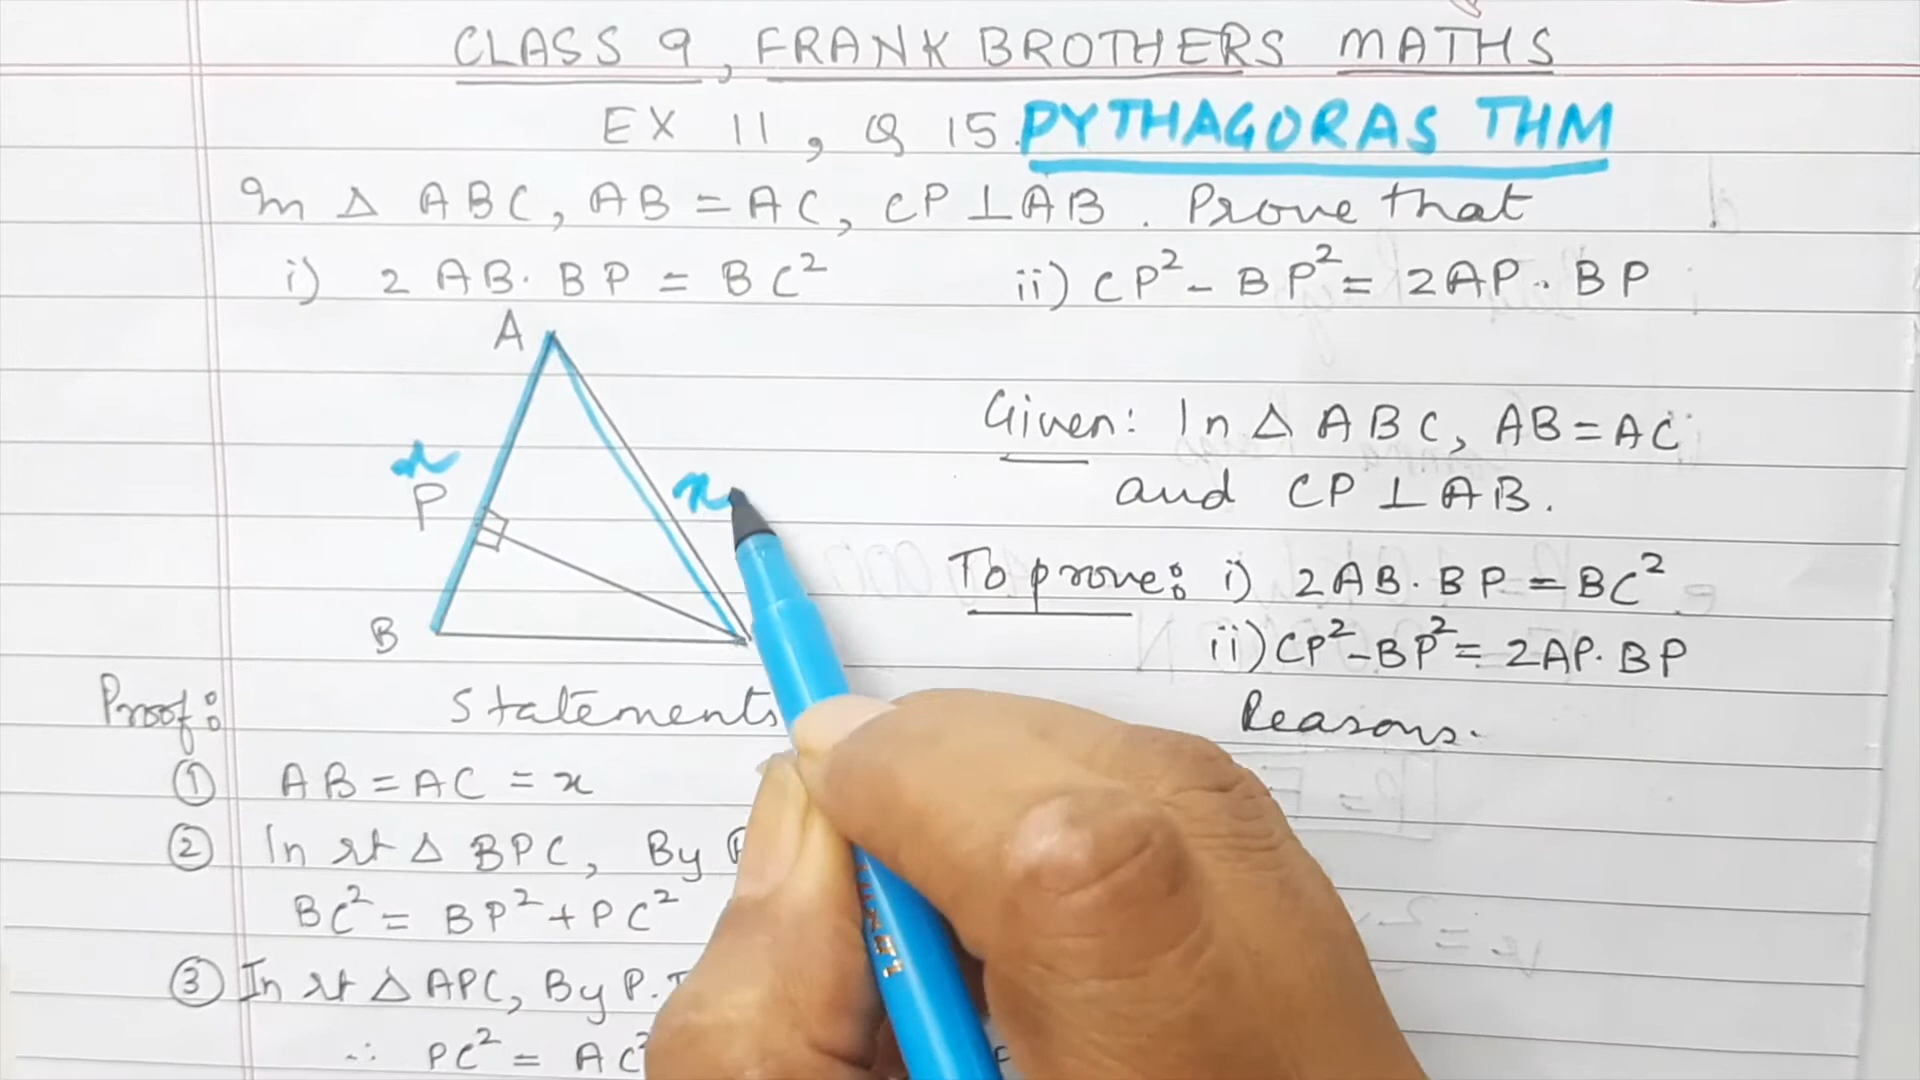 CLASS 9, FRANK BROTHERS MATHS
EX 11, Q 15. PYTHAGORAS THM
In △ ABC, AB = AC, CP ⊥ AB. Prove that
i) 2 AB. BP = BC² ii) CP² - BP² = 2AP. BP
A
x
P
x
B
Given: In △ ABC, AB = AC
and CP ⊥ AB.
To prove: i) 2AB. BP = BC²
ii) CP² - BP² = 2AP. BP
Proof: Statements Reasons.
① AB = AC = x
② In rt △ BPC, By
BC² = BP² + PC²
③ In rt △ APC, By P.
∴ PC² = AC²